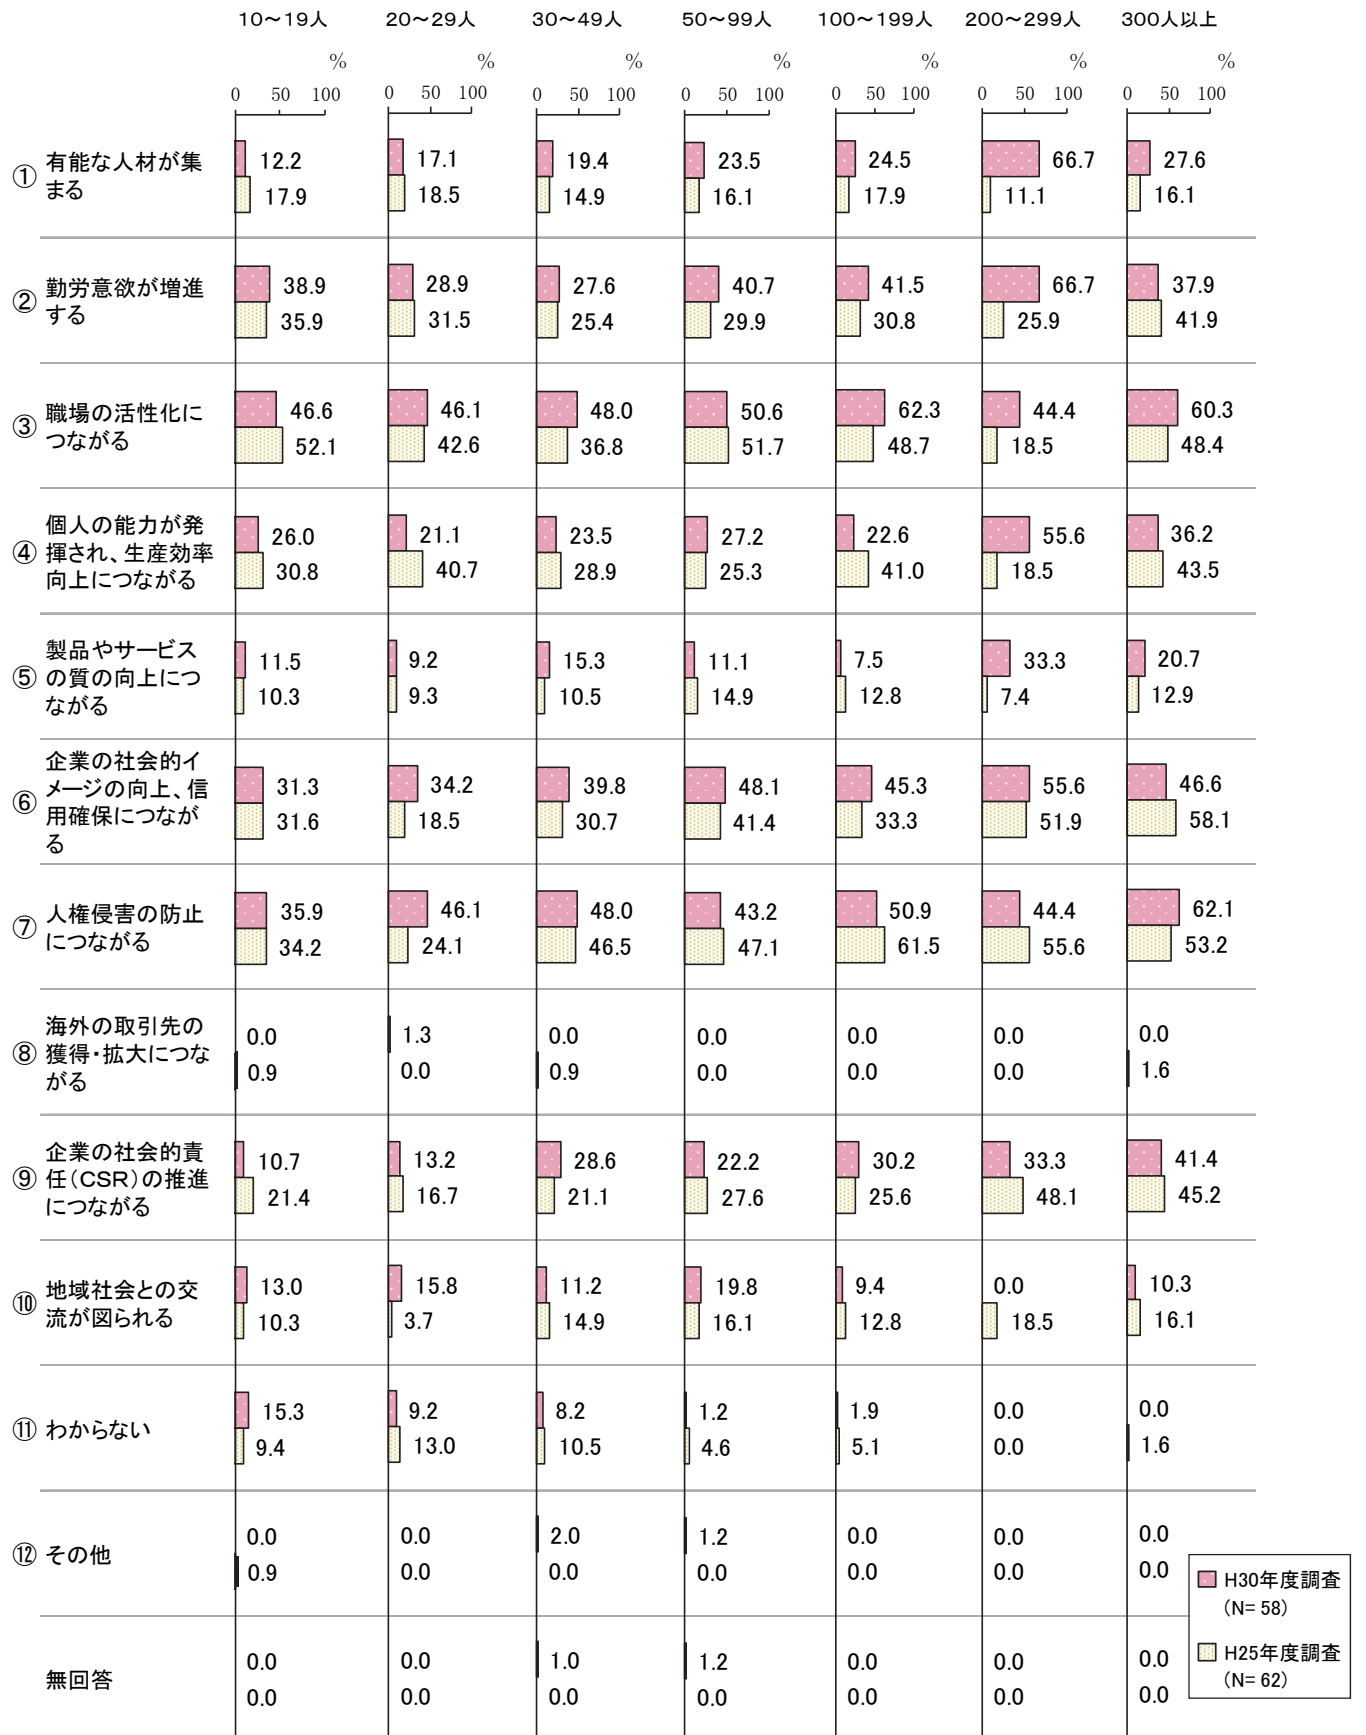 10～19人 20～29人 30～49人 50～99人 100～199人 200～299人 300人以上
% % % % % % %
0 50 100 0 50 100 0 50 100 0 50 100 0 50 100 0 50 100 0 50 100
① 有能な人材が集
まる
12.2 17.1 19.4 23.5 24.5 66.7 27.6
17.9 18.5 14.9 16.1 17.9 11.1 16.1
② 勤労意欲が増進
する
38.9 28.9 27.6 40.7 41.5 66.7 37.9
35.9 31.5 25.4 29.9 30.8 25.9 41.9
③ 職場の活性化に
つながる
46.6 46.1 48.0 50.6 62.3 44.4 60.3
52.1 42.6 36.8 51.7 48.7 18.5 48.4
④ 個人の能力が発
揮され、生産効率
向上につながる
26.0 21.1 23.5 27.2 22.6 55.6 36.2
30.8 40.7 28.9 25.3 41.0 18.5 43.5
⑤ 製品やサービス
の質の向上につ
ながる
11.5 9.2 15.3 11.1 7.5 33.3 20.7
10.3 9.3 10.5 14.9 12.8 7.4 12.9
⑥ 企業の社会的イ
メージの向上、信
用確保につなが
る
31.3 34.2 39.8 48.1 45.3 55.6 46.6
31.6 18.5 30.7 41.4 33.3 51.9 58.1
⑦ 人権侵害の防止
につながる
35.9 46.1 48.0 43.2 50.9 44.4 62.1
34.2 24.1 46.5 47.1 61.5 55.6 53.2
⑧ 海外の取引先の
獲得・拡大につな
がる
0.0 1.3 0.0 0.0 0.0 0.0 0.0
0.9 0.0 0.9 0.0 0.0 0.0 1.6
⑨ 企業の社会的責
任（CSR）の推進
につながる
10.7 13.2 28.6 22.2 30.2 33.3 41.4
21.4 16.7 21.1 27.6 25.6 48.1 45.2
⑩ 地域社会との交
流が図られる
13.0 15.8 11.2 19.8 9.4 0.0 10.3
10.3 3.7 14.9 16.1 12.8 18.5 16.1
⑪ わからない
15.3 9.2 8.2 1.2 1.9 0.0 0.0
9.4 13.0 10.5 4.6 5.1 0.0 1.6
⑫ その他
0.0 0.0 2.0 1.2 0.0 0.0 0.0
0.9 0.0 0.0 0.0 0.0 0.0 0.0
無回答
0.0 0.0 1.0 1.2 0.0 0.0 0.0
0.0 0.0 0.0 0.0 0.0 0.0 0.0
H30年度調査
（N= 58）
H25年度調査
（N= 62）